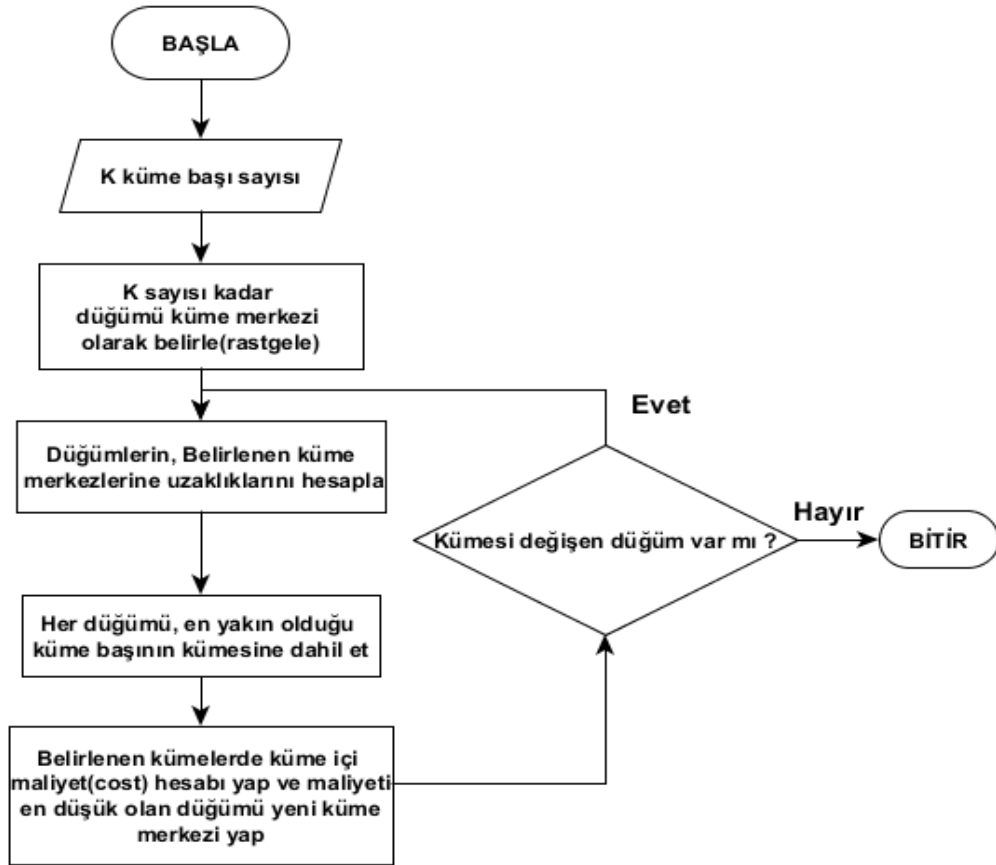 BAŞLA
K küme başı sayısı
K sayısı kadar
düğümü küme merkezi
olarak belirle(rastgele)
Düğümlerin, Belirlenen küme
merkezlerine uzaklıklarını hesapla
Her düğümü, en yakın olduğu
küme başının kümesine dahil et
Belirlenen kümelerde küme içi
maliyet(cost) hesabı yap ve maliyeti
en düşük olan düğümü yeni küme
merkezi yap
Kümesi değişen düğüm var mı ?
Evet
Hayır
BİTİR